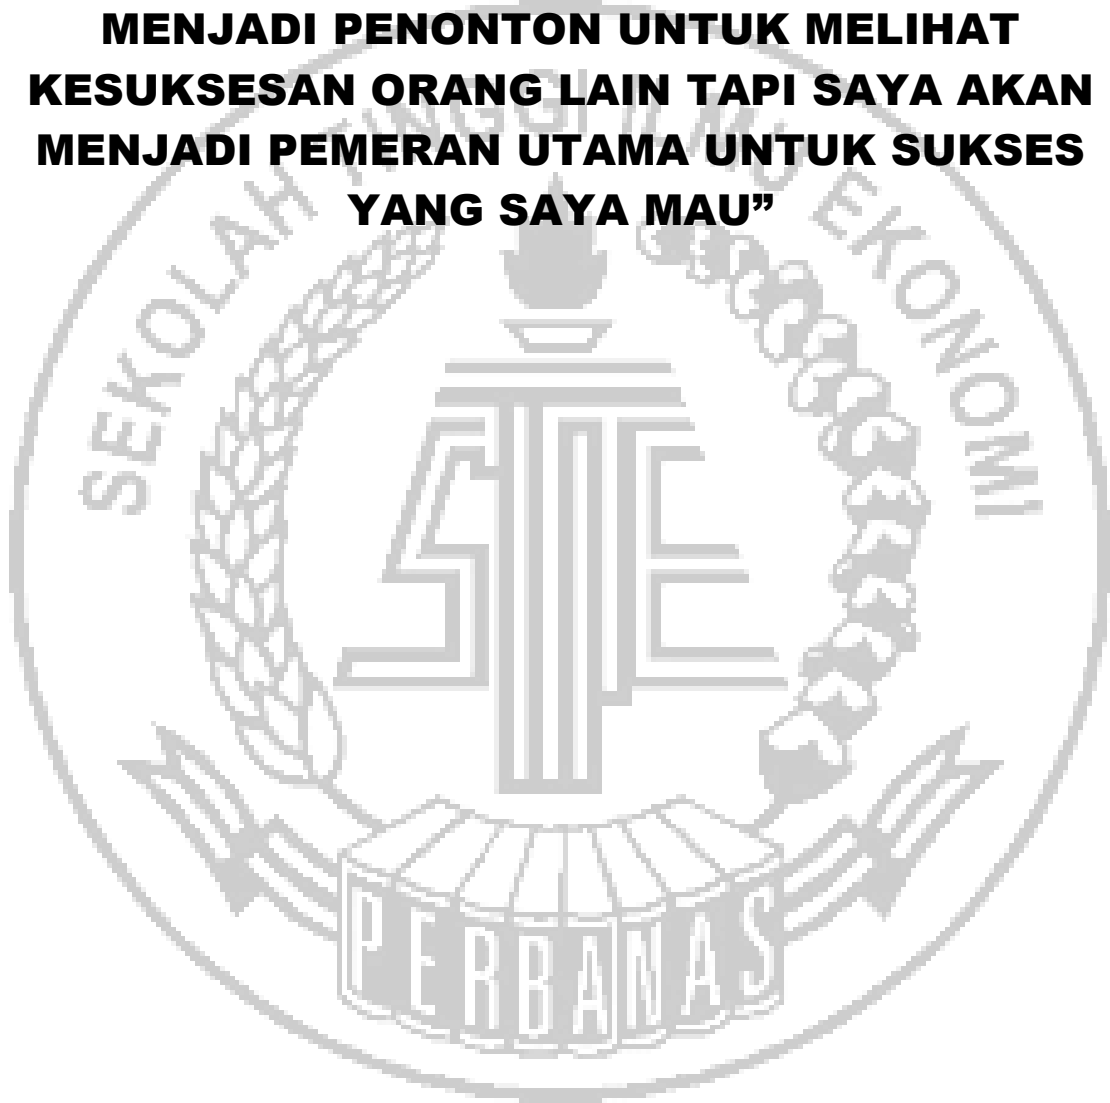 MENJADI PENONTON UNTUK MELIHAT
KESUKSESAN ORANG LAIN TAPI SAYA AKAN
MENJADI PEMERAN UTAMA UNTUK SUKSES
YANG SAYA MAU”
SEKOLAH TINGGI ILMU EKONOMI
STIE
PERBANAS